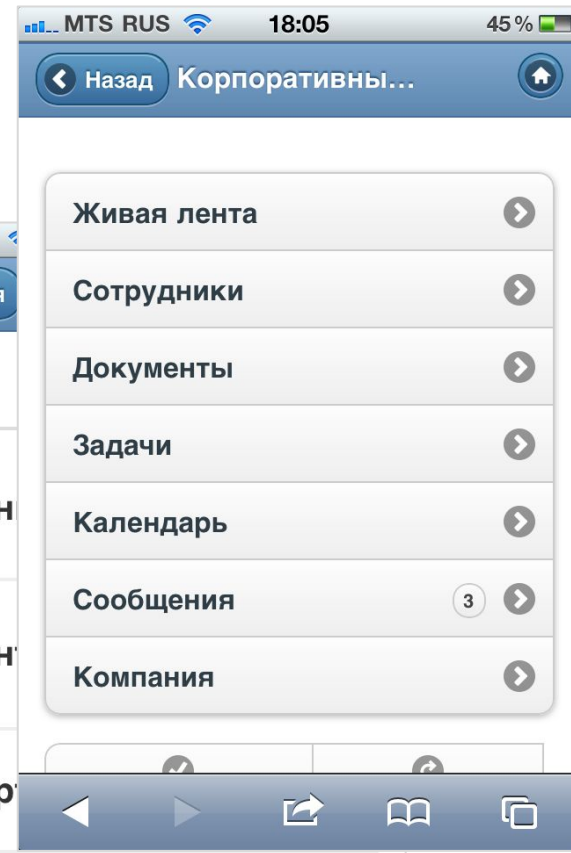 MTS RUS 18:05 45 %
Назад Корпоративны...
Живая лента
Сотрудники
Документы
Задачи
Календарь
Сообщения 3
Компания